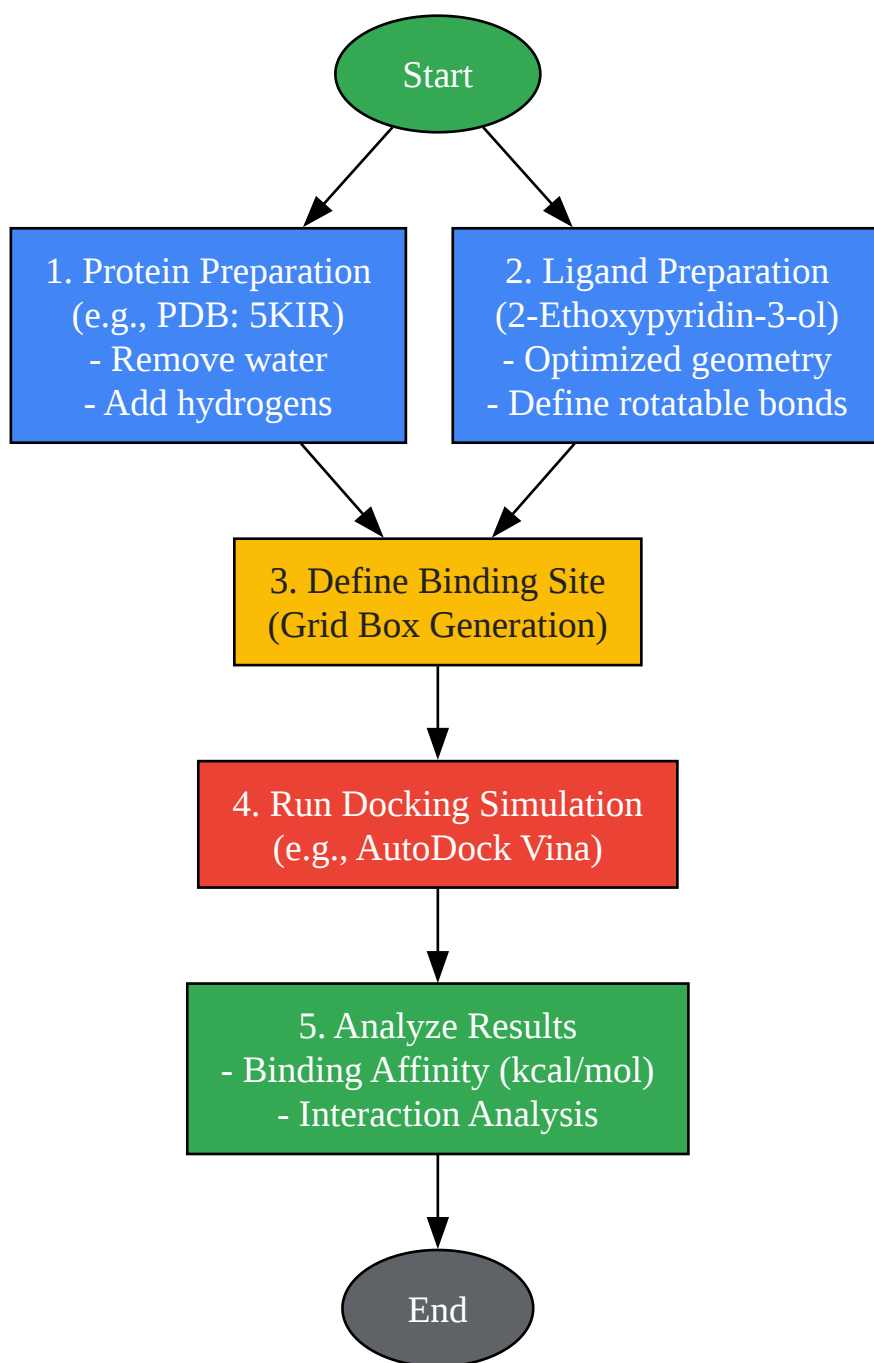 Start
1. Protein Preparation
(e.g., PDB: 5KIR)
- Remove water
- Add hydrogens
2. Ligand Preparation
(2-Ethoxypyridin-3-ol)
- Optimized geometry
- Define rotatable bonds
3. Define Binding Site
(Grid Box Generation)
4. Run Docking Simulation
(e.g., AutoDock Vina)
5. Analyze Results
- Binding Affinity (kcal/mol)
- Interaction Analysis
End